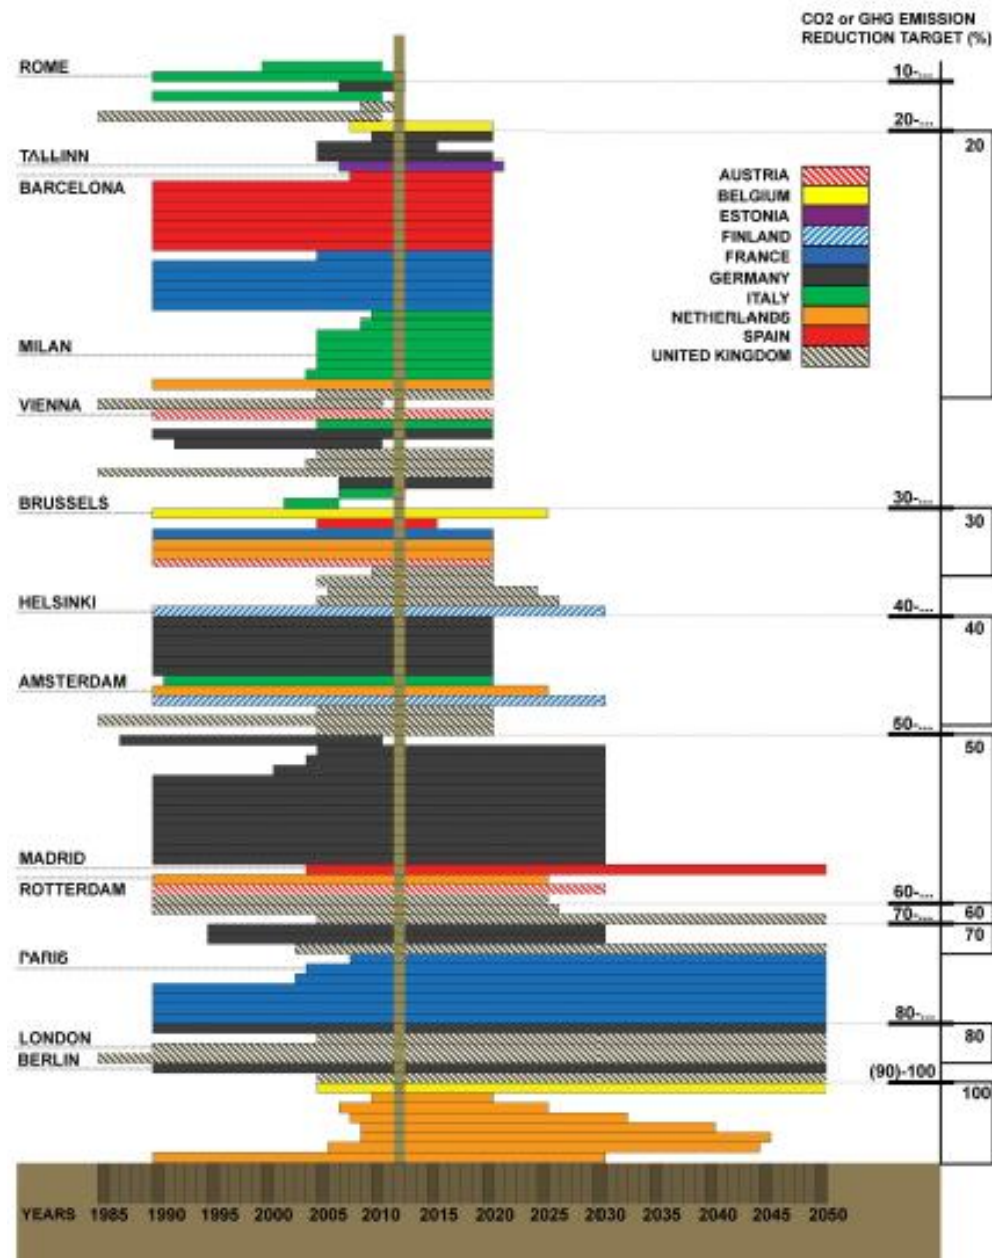 CO2 or GHG EMISSION
REDUCTION TARGET (%)
ROME
10-...
20-...
20
TALLINN
BARCELONA
AUSTRIA
BELGIUM
ESTONIA
FINLAND
FRANCE
GERMANY
ITALY
NETHERLANDS
SPAIN
UNITED KINGDOM
MILAN
VIENNA
BRUSSELS
30-...
30
HELSINKI
40-...
40
AMSTERDAM
50-...
50
MADRID
ROTTERDAM
60-...
70-...
60
70
PARIS
80-...
80
LONDON
BERLIN
(90)-100
100
YEARS 1985 1990 1995 2000 2005 2010 2015 2020 2025 2030 2035 2040 2045 2050